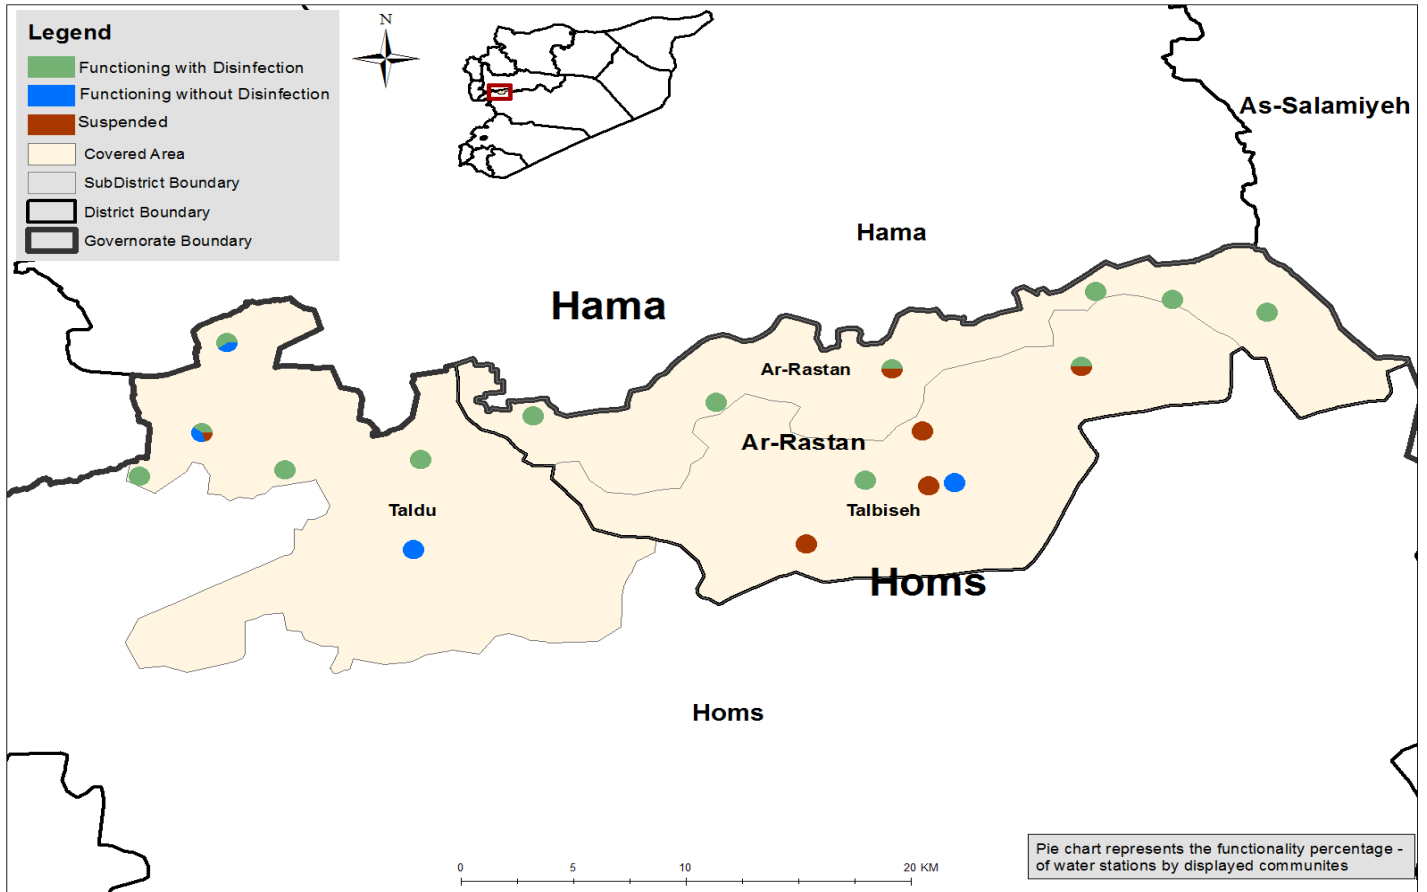 Legend
Functioning with Disinfection
Functioning without Disinfection
Suspended
Covered Area
SubDistrict Boundary
District Boundary
Governorate Boundary
N
As-Salamiyeh
Hama
Hama
Ar-Rastan
Ar-Rastan
Taldu
Talbiseh
Homs
Homs
Pie chart represents the functionality percentage -
of water stations by displayed communites
0 5 10 20 KM